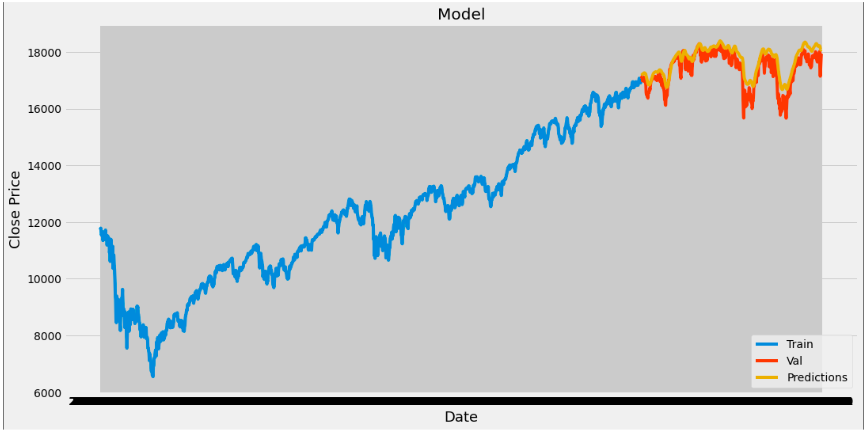 Model
Close Price
18000
16000
14000
12000
10000
8000
6000
Train
Val
Predictions
Date